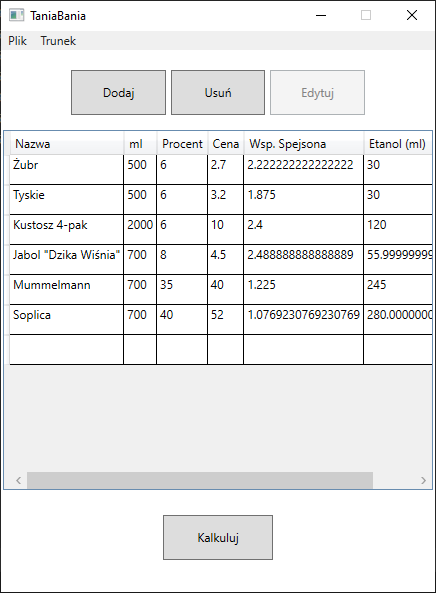 TaniaBania
Plik Trunek
Dodaj Usuń Edytuj
Nazwa ml Procent Cena Wsp. Spejsona Etanol (ml)
Żubr 500 6 2.7 2.222222222222222 30
Tyskie 500 6 3.2 1.875 30
Kustosz 4-pak 2000 6 10 2.4 120
Jabol "Dzika Wiśnia" 700 8 4.5 2.488888888888889 55.99999999
Mummelmann 700 35 40 1.225 245
Soplica 700 40 52 1.0769230769230769 280.0000000
Kalkuluj